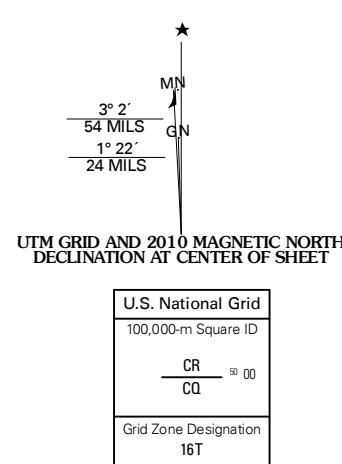 ★
MN
3° 2´
54 MILS
GN
1° 22´
24 MILS
UTM GRID AND 2010 MAGNETIC NORTH
DECLINATION AT CENTER OF SHEET
U.S. National Grid
100,000-m Square ID
CR
50 00
CQ
Grid Zone Designation
16T